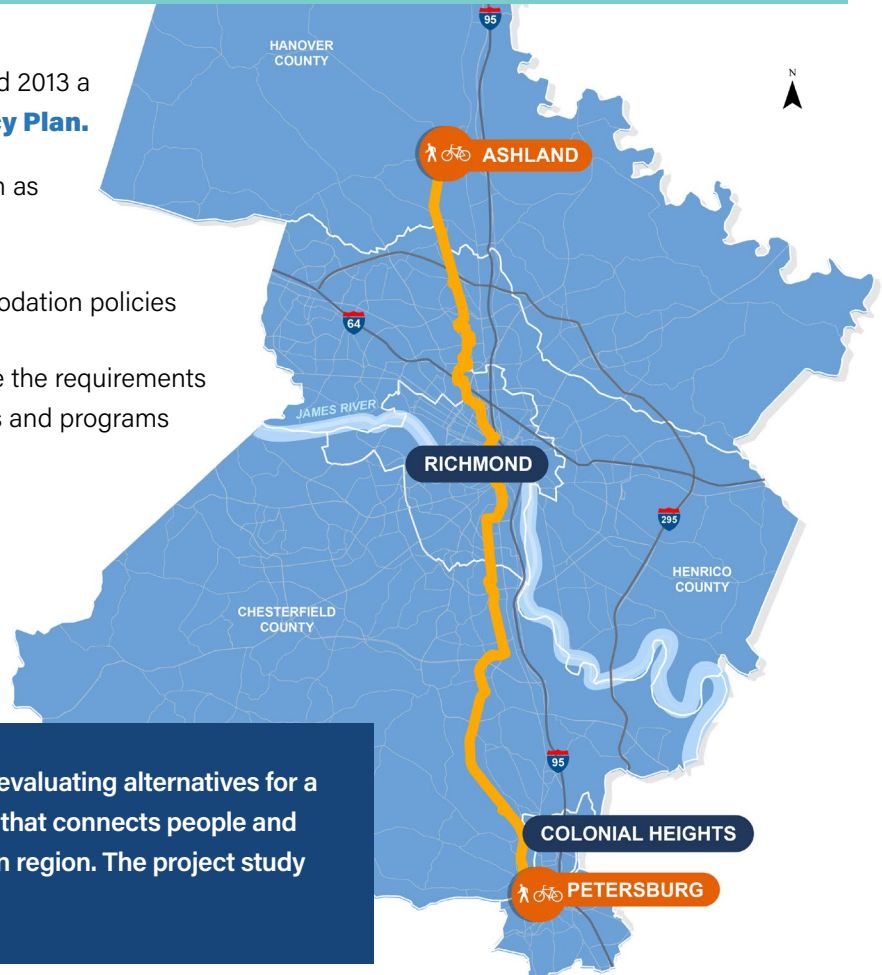 d 2013 a
cy Plan.
n as
odation policies
e the requirements
s and programs
95
HANOVER
COUNTY
N
ASHLAND
64
JAMES RIVER
RICHMOND
295
HENRICO
COUNTY
CHESTERFIELD
COUNTY
95
COLONIAL HEIGHTS
PETERSBURG
evaluating alternatives for a
that connects people and
n region. The project study